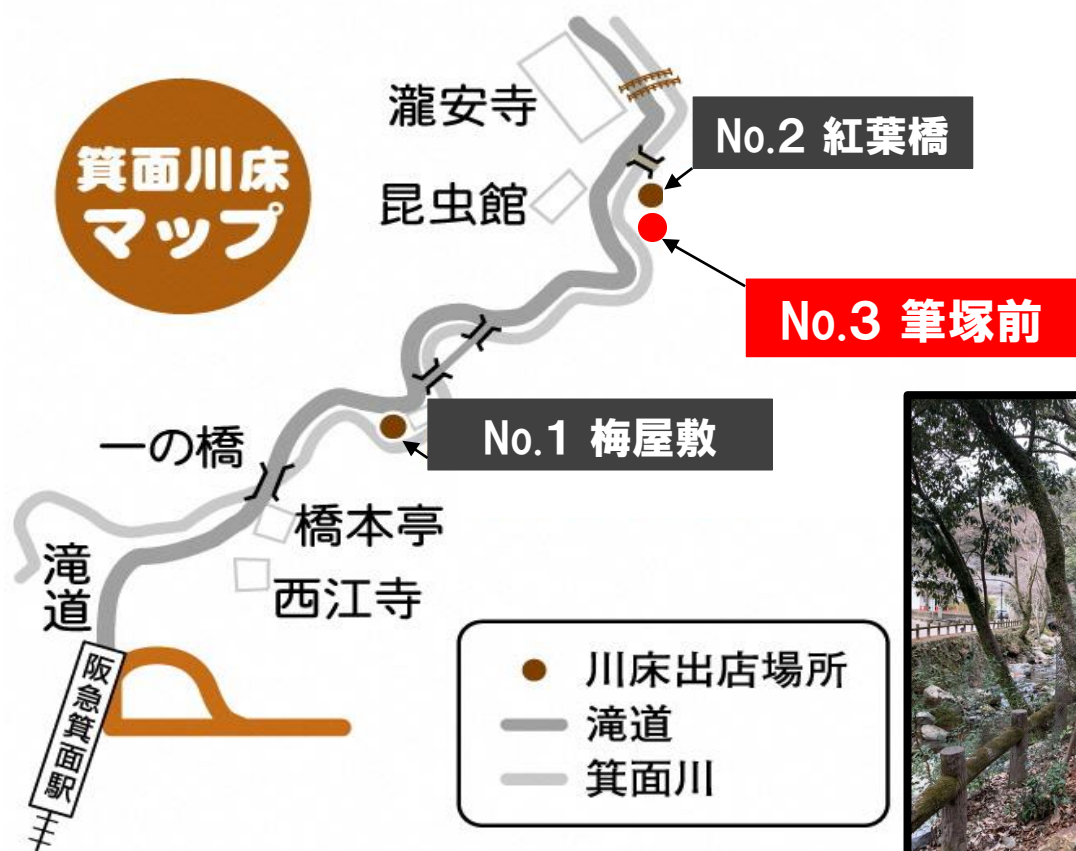 箕面川床
マップ
瀧安寺
No.2 紅葉橋
昆虫館
No.3 筆塚前
No.1 梅屋敷
一の橋
橋本亭
西江寺
滝道
阪急箕面駅
川床出店場所
滝道
箕面川